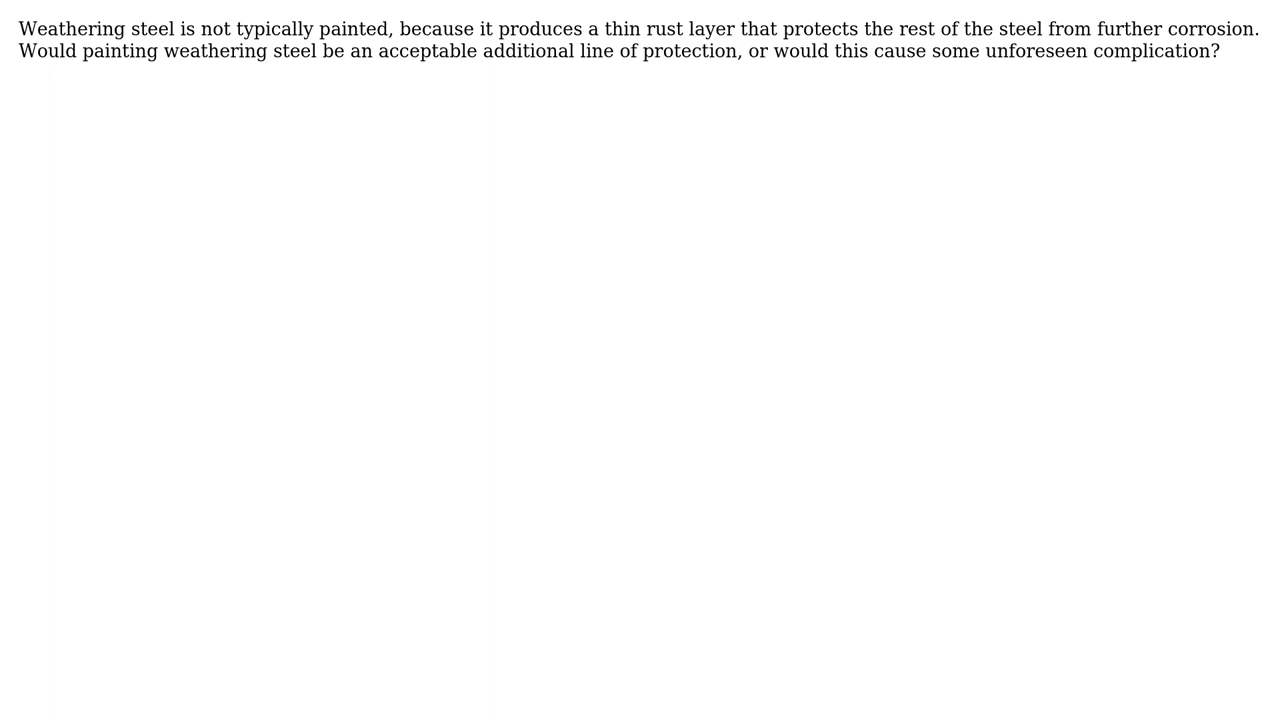 Weathering steel is not typically painted, because it produces a thin rust layer that protects the rest of the steel from further corrosion.
Would painting weathering steel be an acceptable additional line of protection, or would this cause some unforeseen complication?